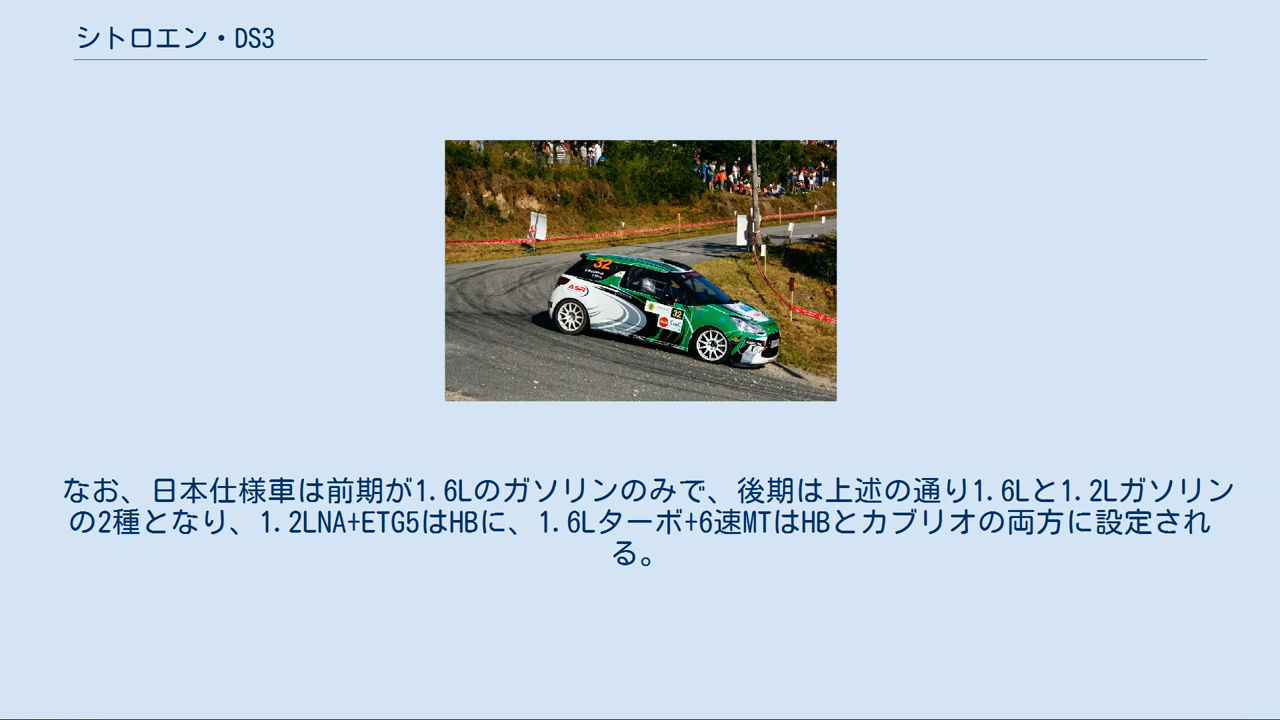 シトロエン・DS3
32
ASR
32
なお、日本仕様車は前期が1.6Lのガソリンのみで、後期は上述の通り1.6Lと1.2Lガソリン
の2種となり、1.2LNA+ETG5はHBに、1.6Lターボ+6速MTはHBとカブリオの両方に設定され
る。